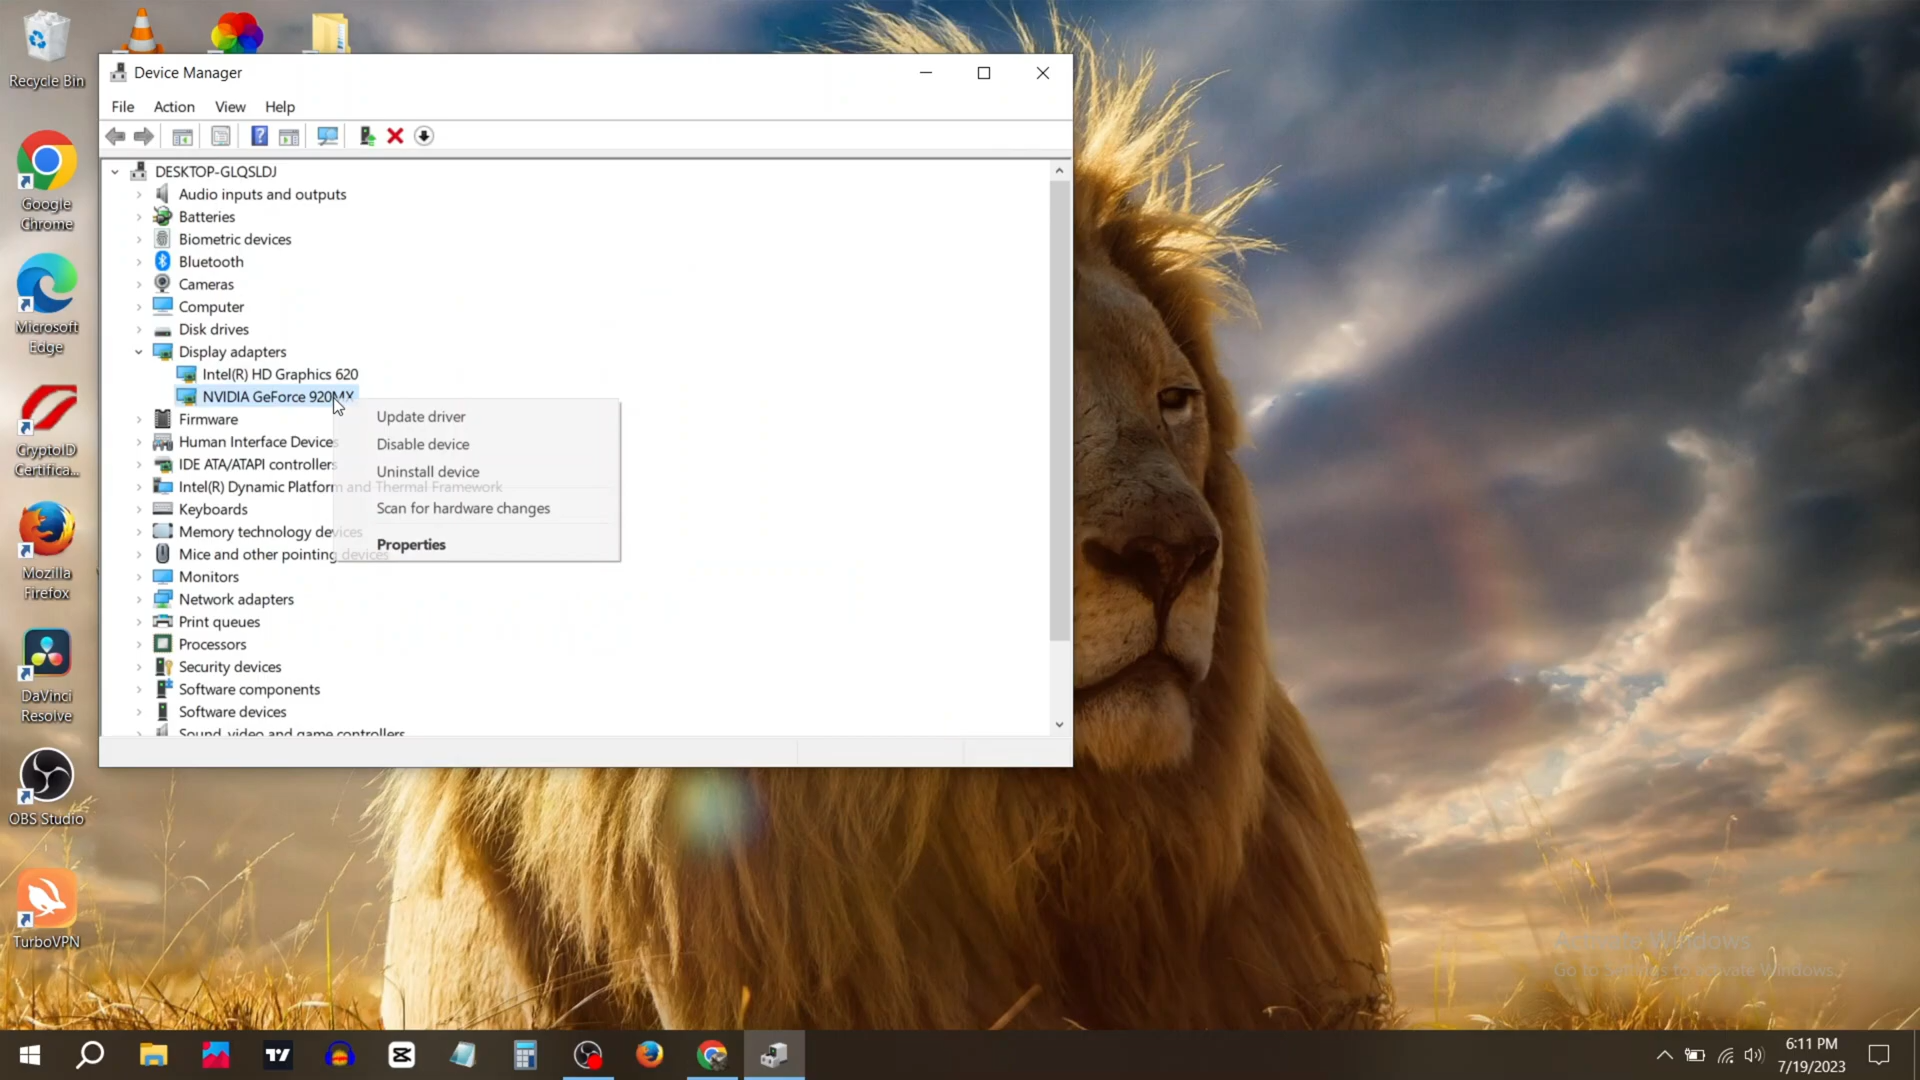 Recycle Bin
Google
Chrome
Microsoft
Edge
CryptoID
Certifica...
Mozilla
Firefox
DaVinci
Resolve
OBS Studio
TurboVPN
Device Manager
File Action View Help
DESKTOP-GLQSLDJ
Audio inputs and outputs
Batteries
Biometric devices
Bluetooth
Cameras
Computer
Disk drives
Display adapters
Intel(R) HD Graphics 620
NVIDIA GeForce 920MX
Firmware
Human Interface Devices
IDE ATA/ATAPI controllers
Intel(R) Dynamic Platform and Thermal Framework
Keyboards
Memory technology devices
Mice and other pointing devices
Monitors
Network adapters
Print queues
Processors
Security devices
Software components
Software devices
Sound, video and game controllers
Update driver
Disable device
Uninstall device
Scan for hardware changes
Properties
Activate Windows
Go to Settings to activate Windows.
6:11 PM
7/19/2023